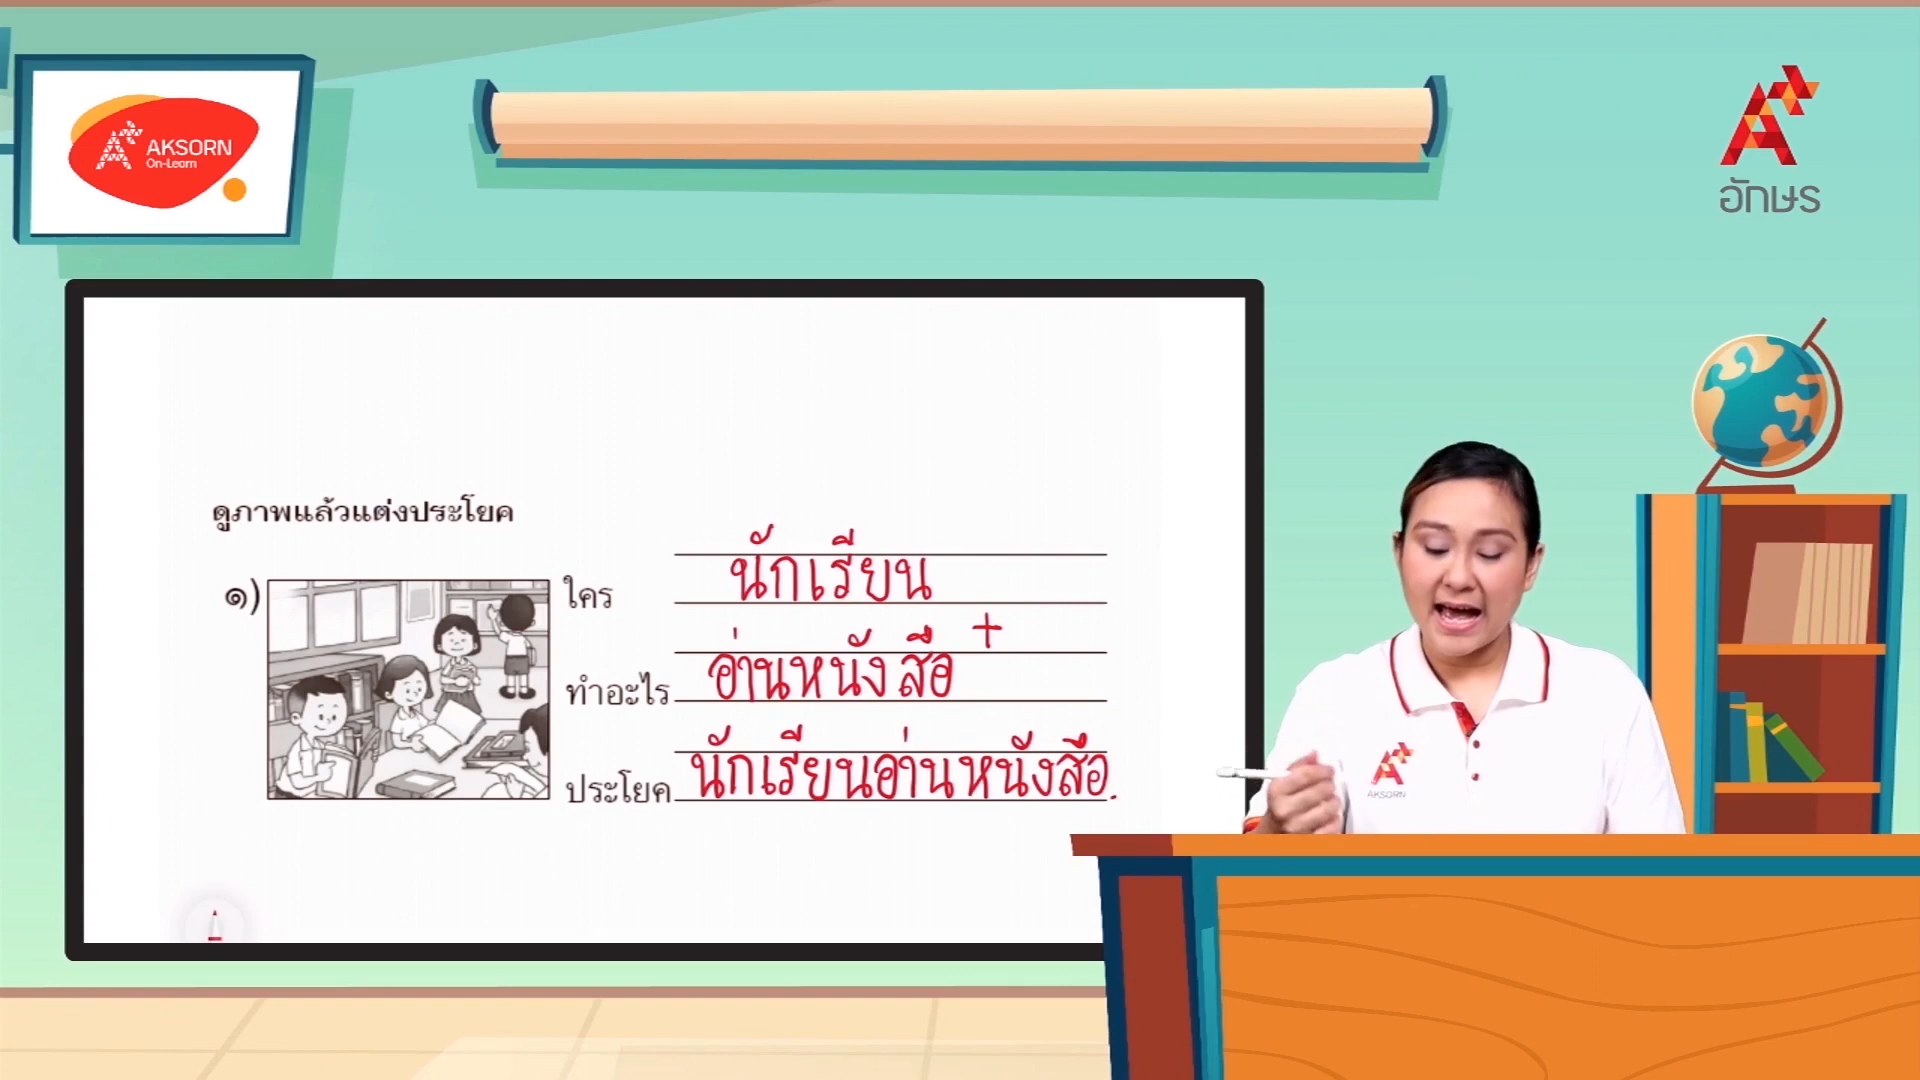 AKSORN
On-Learn
อักษร
ดูภาพแล้วแต่งประโยค
๑)
ใคร นักเรียน
+
ทำอะไร อ่านหนังสือ
ประโยค นักเรียนอ่านหนังสือ.
AKSORN